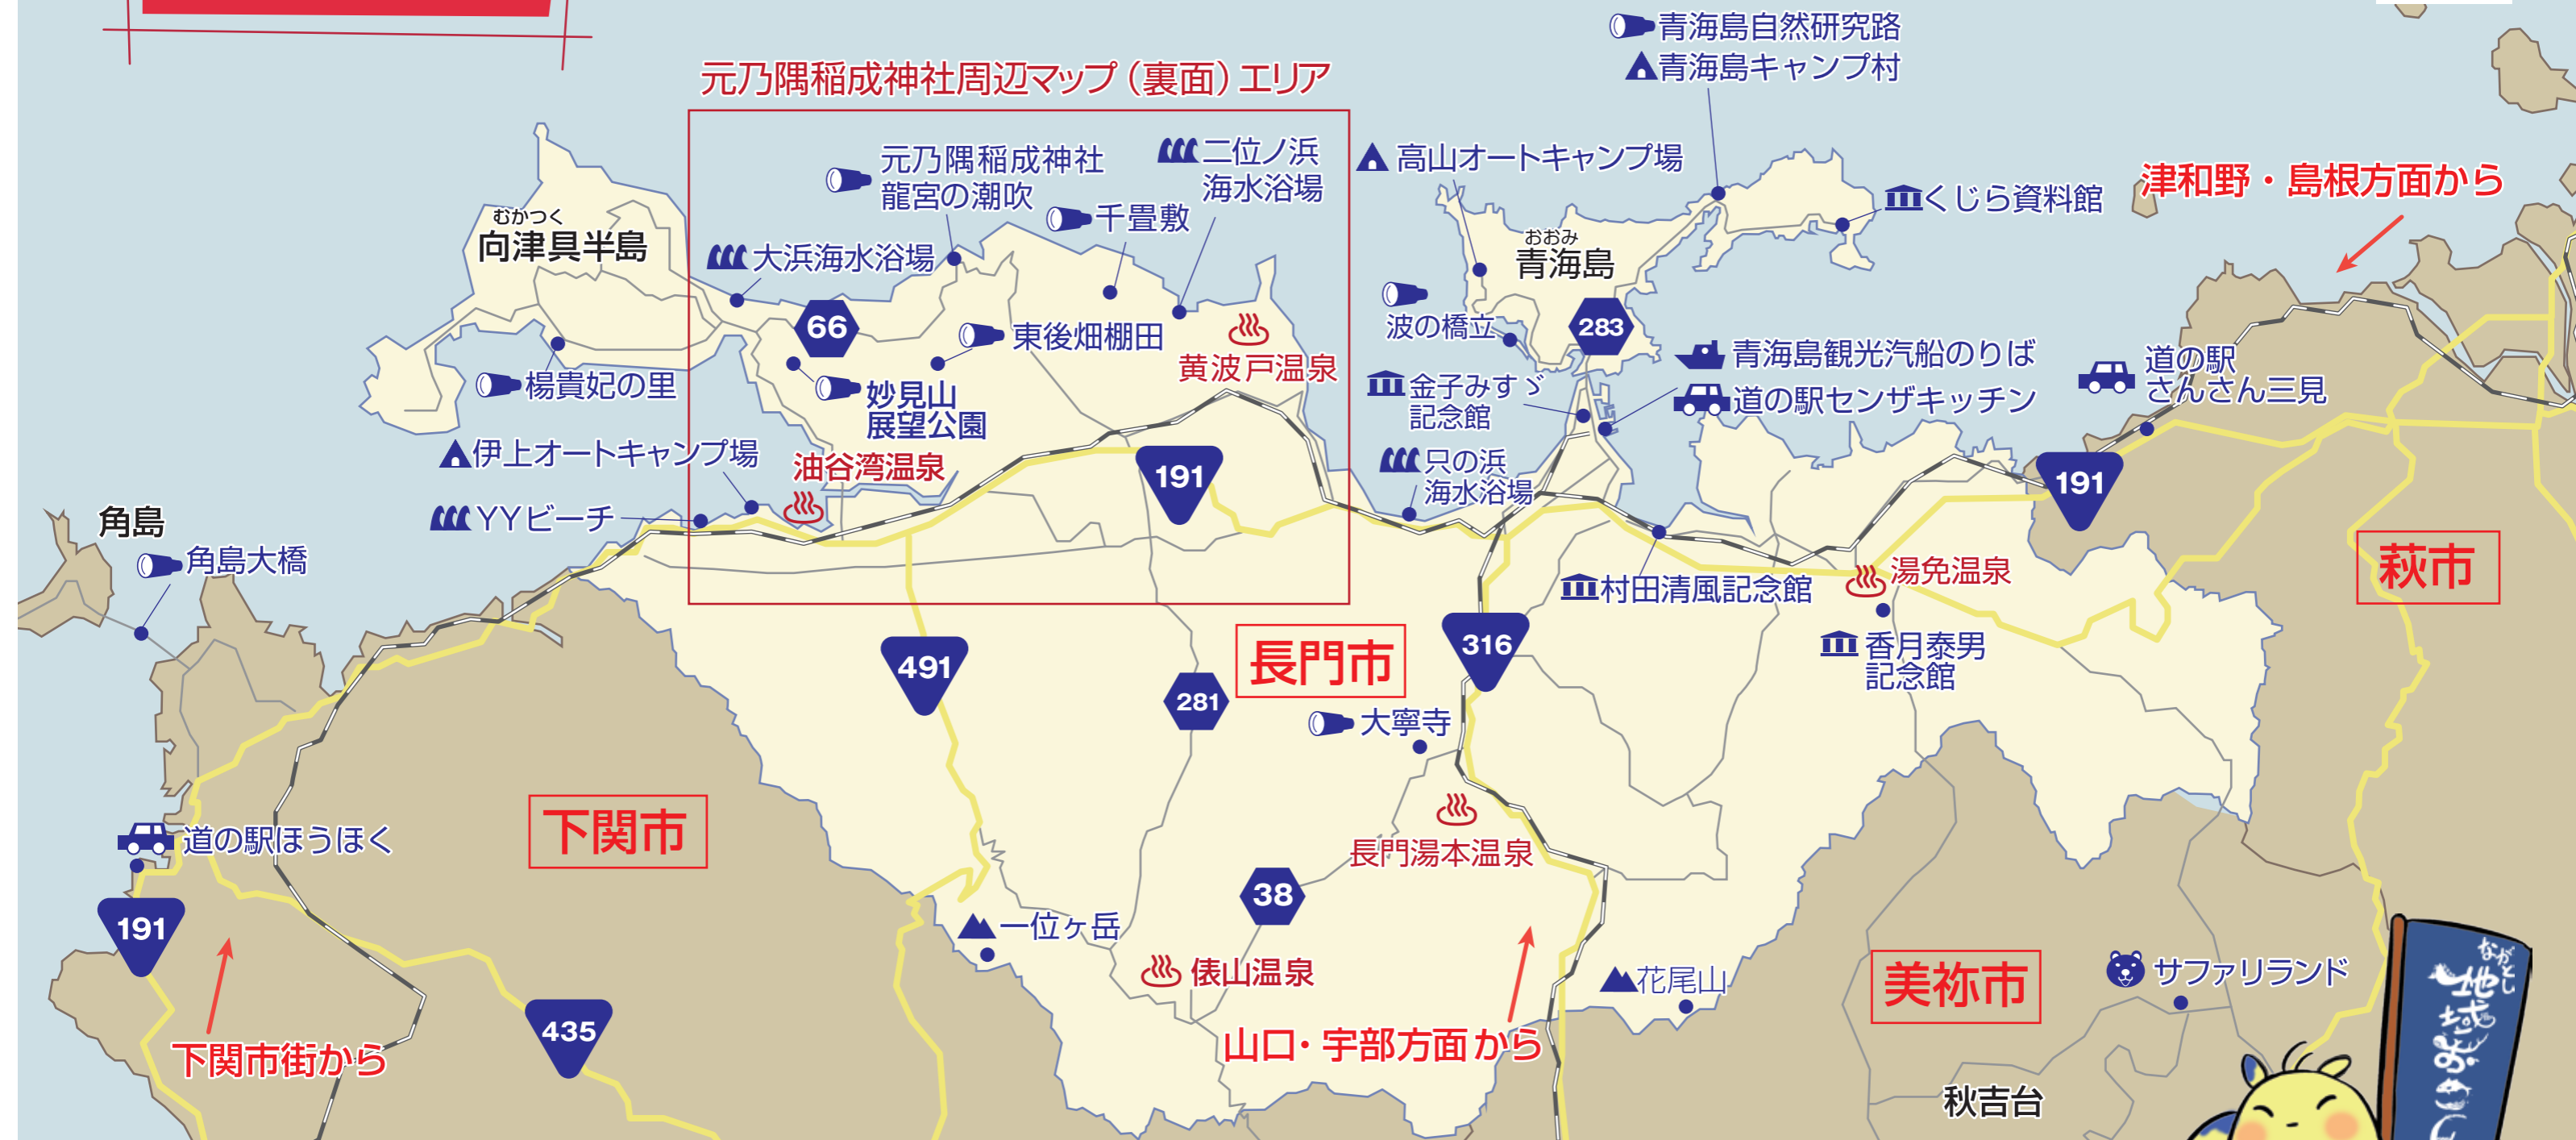 青海島自然研究路
青海島キャンプ村
元乃隅稲成神社周辺マップ（裏面）エリア
元乃隅稲成神社
龍宮の潮吹
二位ノ浜
海水浴場
千畳敷
高山オートキャンプ場
くじら資料館
津和野・島根方面から
むかつく
向津具半島
大浜海水浴場
おおみ
青海島
66
東後畑棚田
黄波戸温泉
波の橋立
283
青海島観光汽船のりば
道の駅センザキッチン
道の駅
さんさん三見
楊貴妃の里
妙見山
展望公園
金子みすゞ
記念館
伊上オートキャンプ場
油谷湾温泉
191
只の浜
海水浴場
191
YYビーチ
角島
角島大橋
村田清風記念館
湯免温泉
萩市
香月泰男
記念館
491
長門市
316
281
大寧寺
下関市
長門湯本温泉
道の駅ほうほく
38
191
一位ヶ岳
俵山温泉
花尾山
美祢市
サファリランド
435
下関市街から
山口・宇部方面から
秋吉台
ながとし
地域おこし